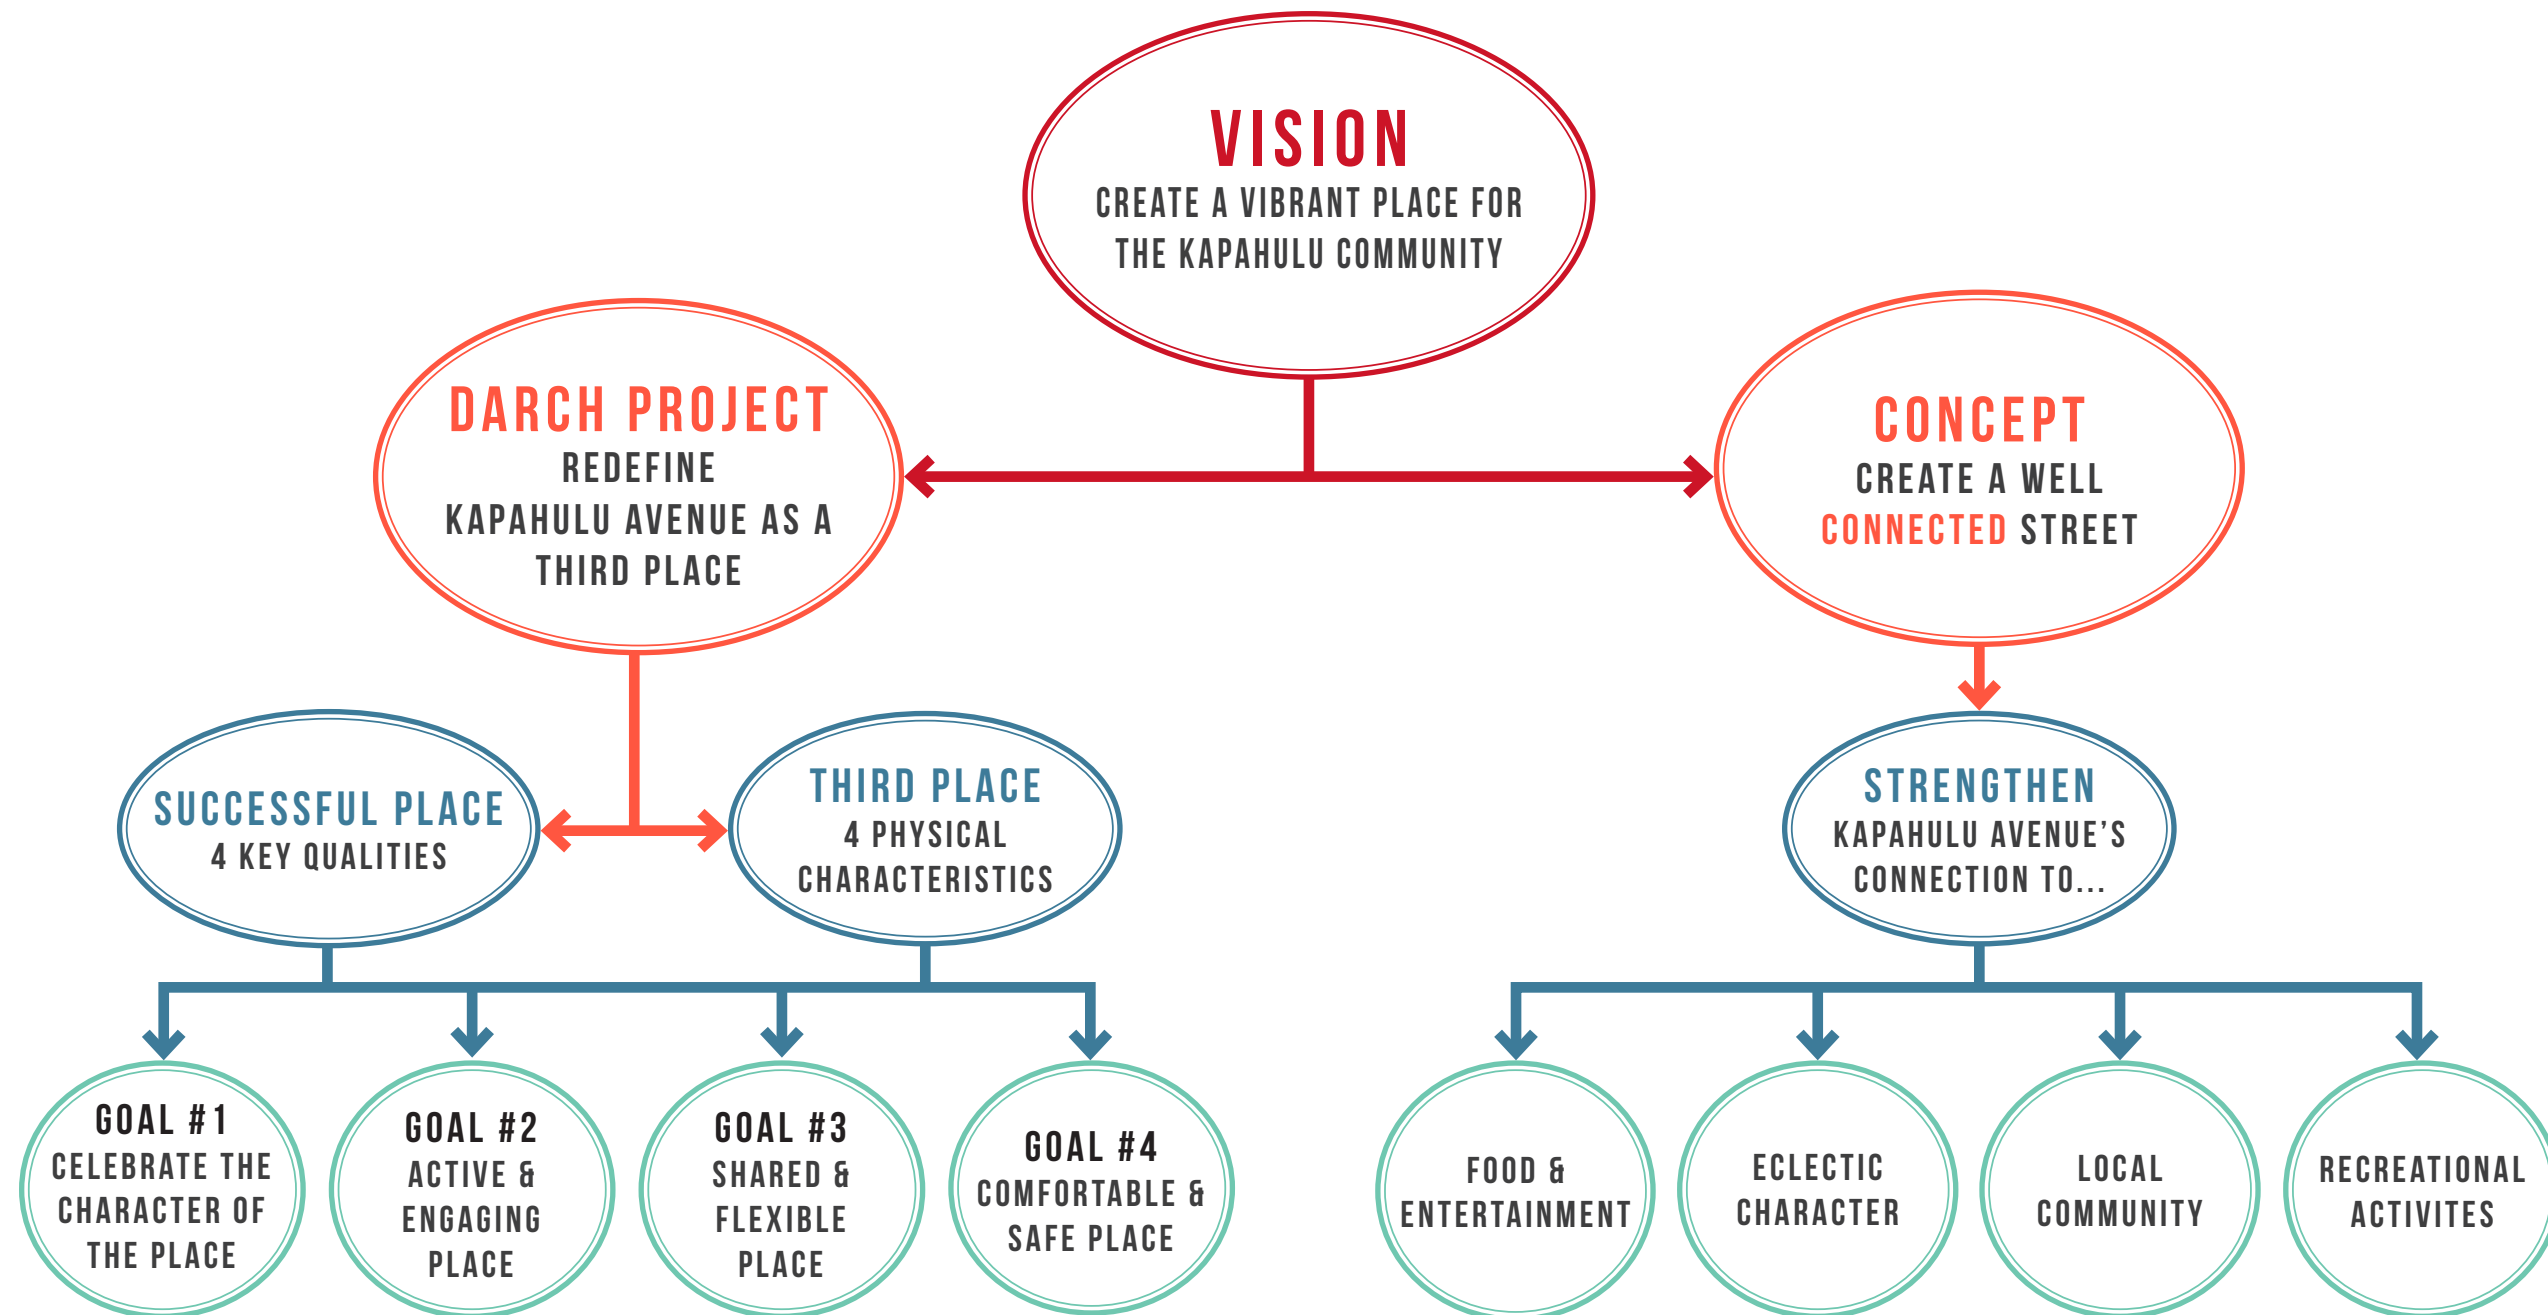 VISION
CREATE A VIBRANT PLACE FOR
THE KAPAHULU COMMUNITY
DARCH PROJECT
REDEFINE
KAPAHULU AVENUE AS A
THIRD PLACE
CONCEPT
CREATE A WELL
CONNECTED STREET
SUCCESSFUL PLACE
4 KEY QUALITIES
THIRD PLACE
4 PHYSICAL
CHARACTERISTICS
STRENGTHEN
KAPAHULU AVENUE’S
CONNECTION TO...
GOAL #1
CELEBRATE THE
CHARACTER OF
THE PLACE
GOAL #2
ACTIVE &
ENGAGING
PLACE
GOAL #3
SHARED &
FLEXIBLE
PLACE
GOAL #4
COMFORTABLE &
SAFE PLACE
FOOD &
ENTERTAINMENT
ECLECTIC
CHARACTER
LOCAL
COMMUNITY
RECREATIONAL
ACTIVITES